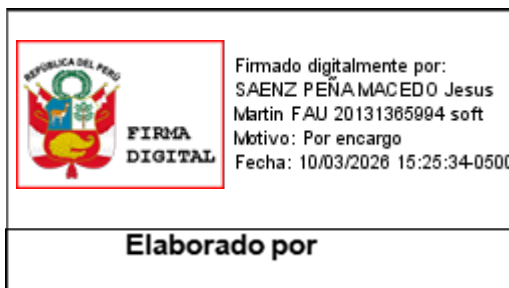 REPÚBLICA DEL PERÚ
FIRMA
DIGITAL
Firmado digitalmente por:
SAENZ PEÑA MACEDO Jesus
Martin FAU 20131365994 soft
Motivo: Por encargo
Fecha: 10/03/2026 15:25:34-0500
Elaborado por